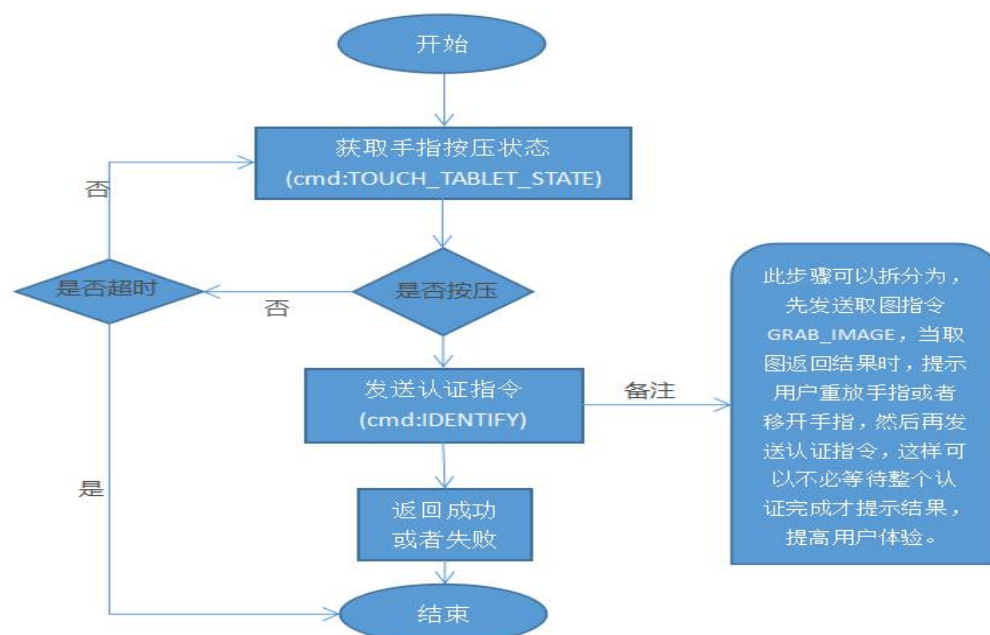 开始
获取手指按压状态
(cmd:TOUCH_TABLET_STATE)
否
是否超时
否
是否按压
发送认证指令
(cmd:IDENTIFY)
备注
此步骤可以拆分为，
先发送取图指令
GRAB_IMAGE，当取
图返回结果时，提示
用户重放手指或者
移开手指，然后再发
送认证指令，这样可
以不必等待整个认
证完成才提示结果，
提高用户体验。
是
返回成功
或者失败
结束